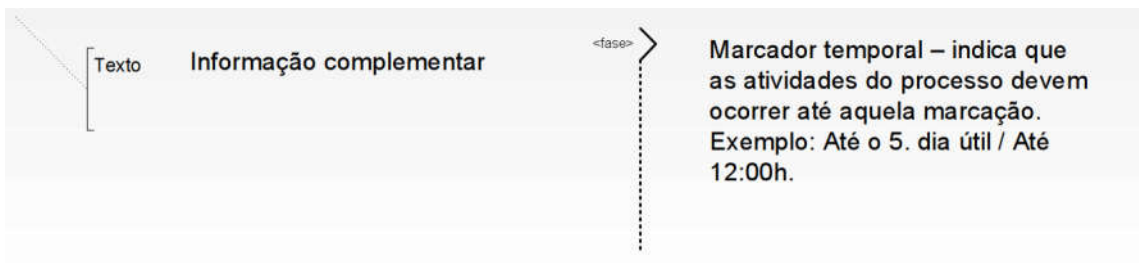 Texto
Informação complementar
<fase>
Marcador temporal – indica que
as atividades do processo devem
ocorrer até aquela marcação.
Exemplo: Até o 5. dia útil / Até
12:00h.